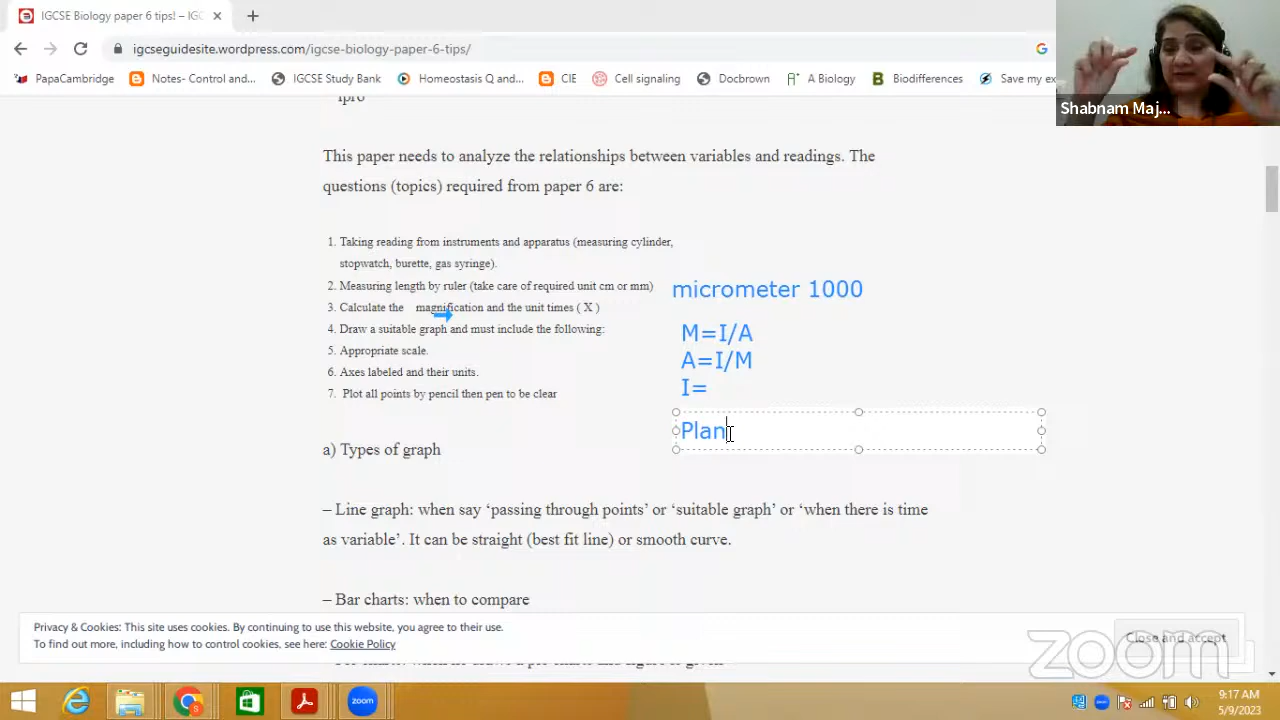 IGCSE Biology paper 6 tips! – IGC
igcseguidesite.wordpress.com/igcse-biology-paper-6-tips/
PapaCambridge
Notes- Control and...
IGCSE Study Bank
Homeostasis Q and...
CIE
Cell signaling
Docbrown
A Biology
Biodifferences
Save my ex
Shabnam Maj...
ipro
This paper needs to analyze the relationships between variables and readings. The
questions (topics) required from paper 6 are:
1. Taking reading from instruments and apparatus (measuring cylinder,
stopwatch, burette, gas syringe).
2. Measuring length by ruler (take care of required unit cm or mm)
3. Calculate the magnification and the unit times ( X )
4. Draw a suitable graph and must include the following:
5. Appropriate scale.
6. Axes labeled and their units.
7. Plot all points by pencil then pen to be clear
micrometer 1000
M=I/A
A=I/M
I=
Plan
a) Types of graph
– Line graph: when say ‘passing through points’ or ‘suitable graph’ or ‘when there is time
as variable’. It can be straight (best fit line) or smooth curve.
– Bar charts: when to compare
Privacy & Cookies: This site uses cookies. By continuing to use this website, you agree to their use.
To find out more, including how to control cookies, see here: Cookie Policy
Close and accept
zoom
zoom
9:17 AM
5/9/2023